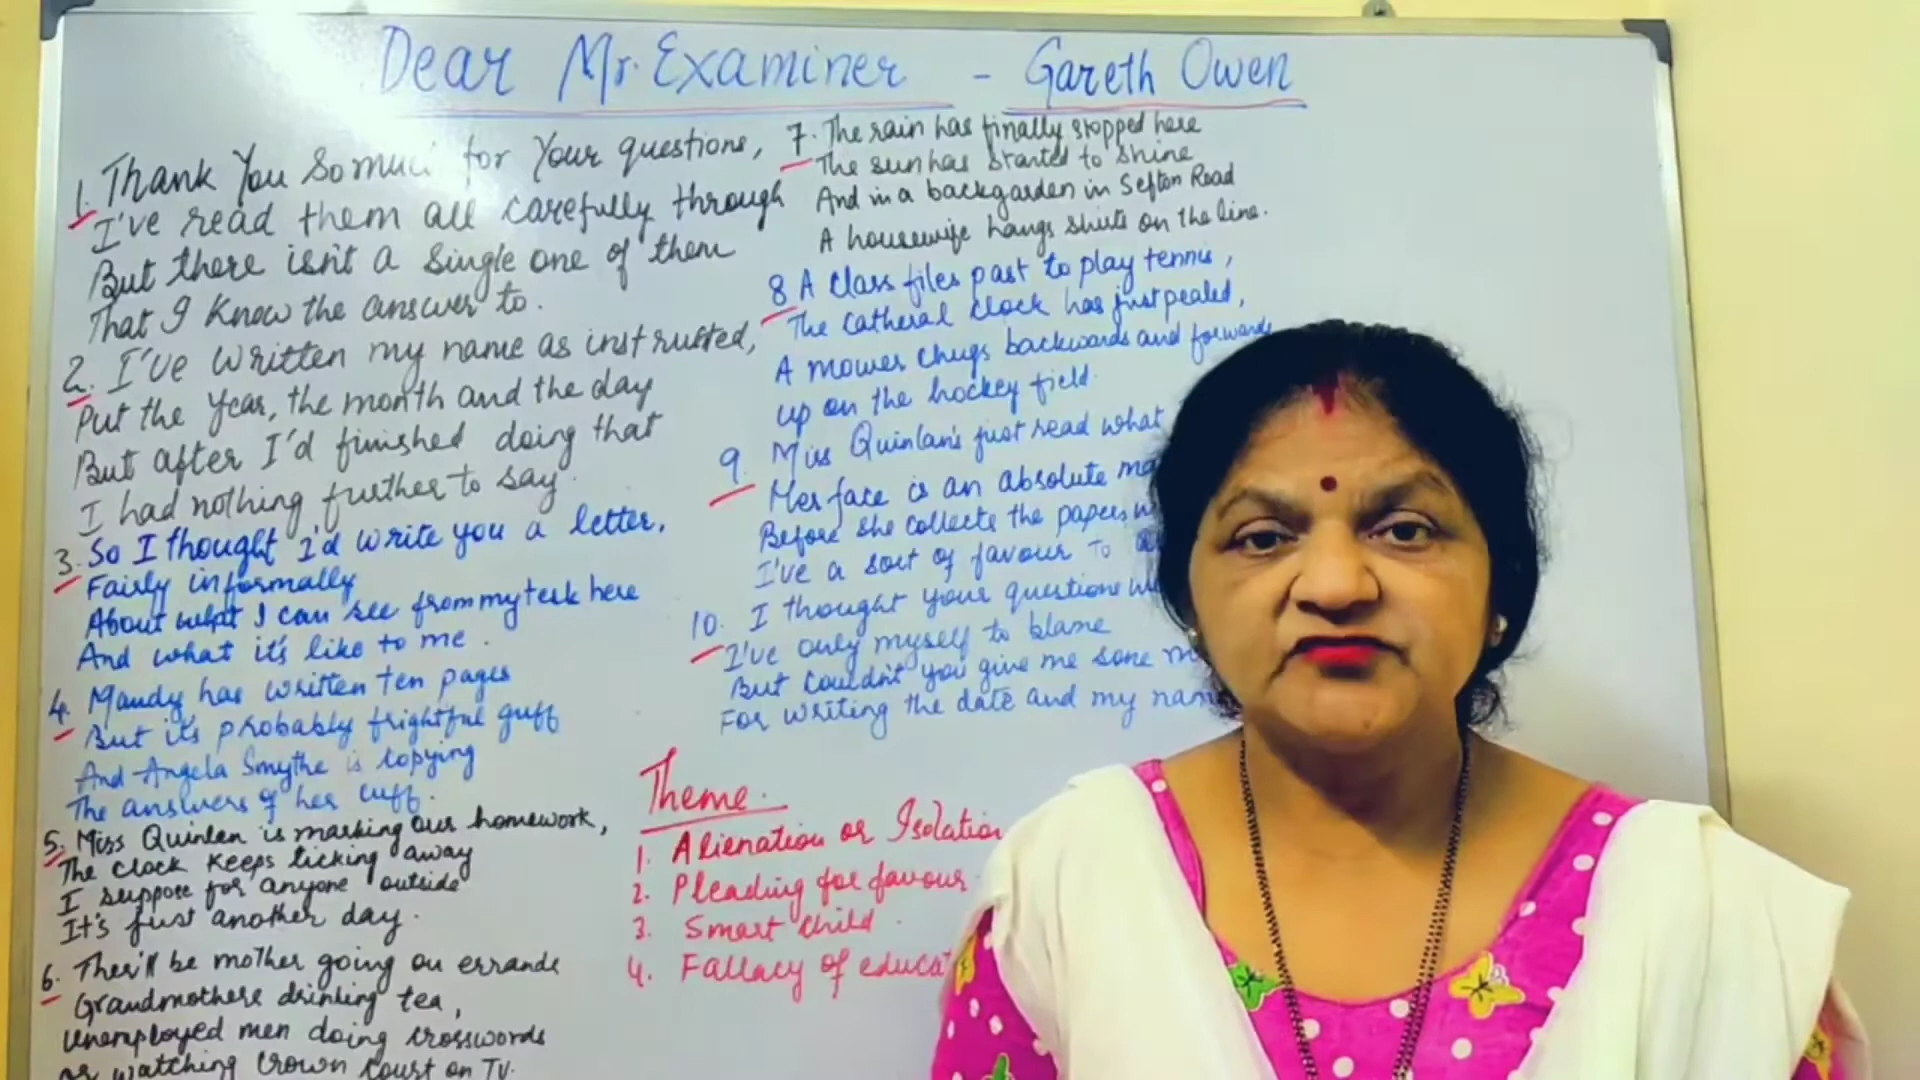 Dear Mr. Examiner - Gareth Owen
1. Thank You So much for Your questions,
I've read them all carefully through
But there isn't a single one of them
That I know the answer to.
2. I've written my name as instructed,
Put the Year, the month and the day
But after I'd finished doing that
I had nothing further to say.
3. So I thought I'd write you a letter.
Fairly informally
About what I can see from my desk here
And what it's like to me.
4. Mandy has written ten pages
But it's probably frightful guff
And Angela Smythe is copying
The answers of her cuff.
5. Miss Quinlan is marking our homework,
The clock keeps ticking away
I suppose for anyone outside
It's just another day.
6. Ther'll be mother going on errands
Grandmothers drinking tea,
Unemployed men doing crosswords
or watching Crown Court on TV.
7. The rain has finally stopped here
The sun has started to shine
And in a backgarden in Sefton Road
A housewife hangs shirts on the line.
8 A class files past to play tennis,
The catheral clock has just pealed,
A mower chugs backwards and forwards
up on the hockey field.
9. Miss Quinlan's just read what
Her face is an absolute
Before she collects the papers
I've a sort of favour to
10. I thought your questions
I've only myself to blame
But couldn't you give me some
For writing the date and my
Theme.
1. Alienation or Isolation
2. Pleading for favour
3. Smart child.
4. Fallacy of educat